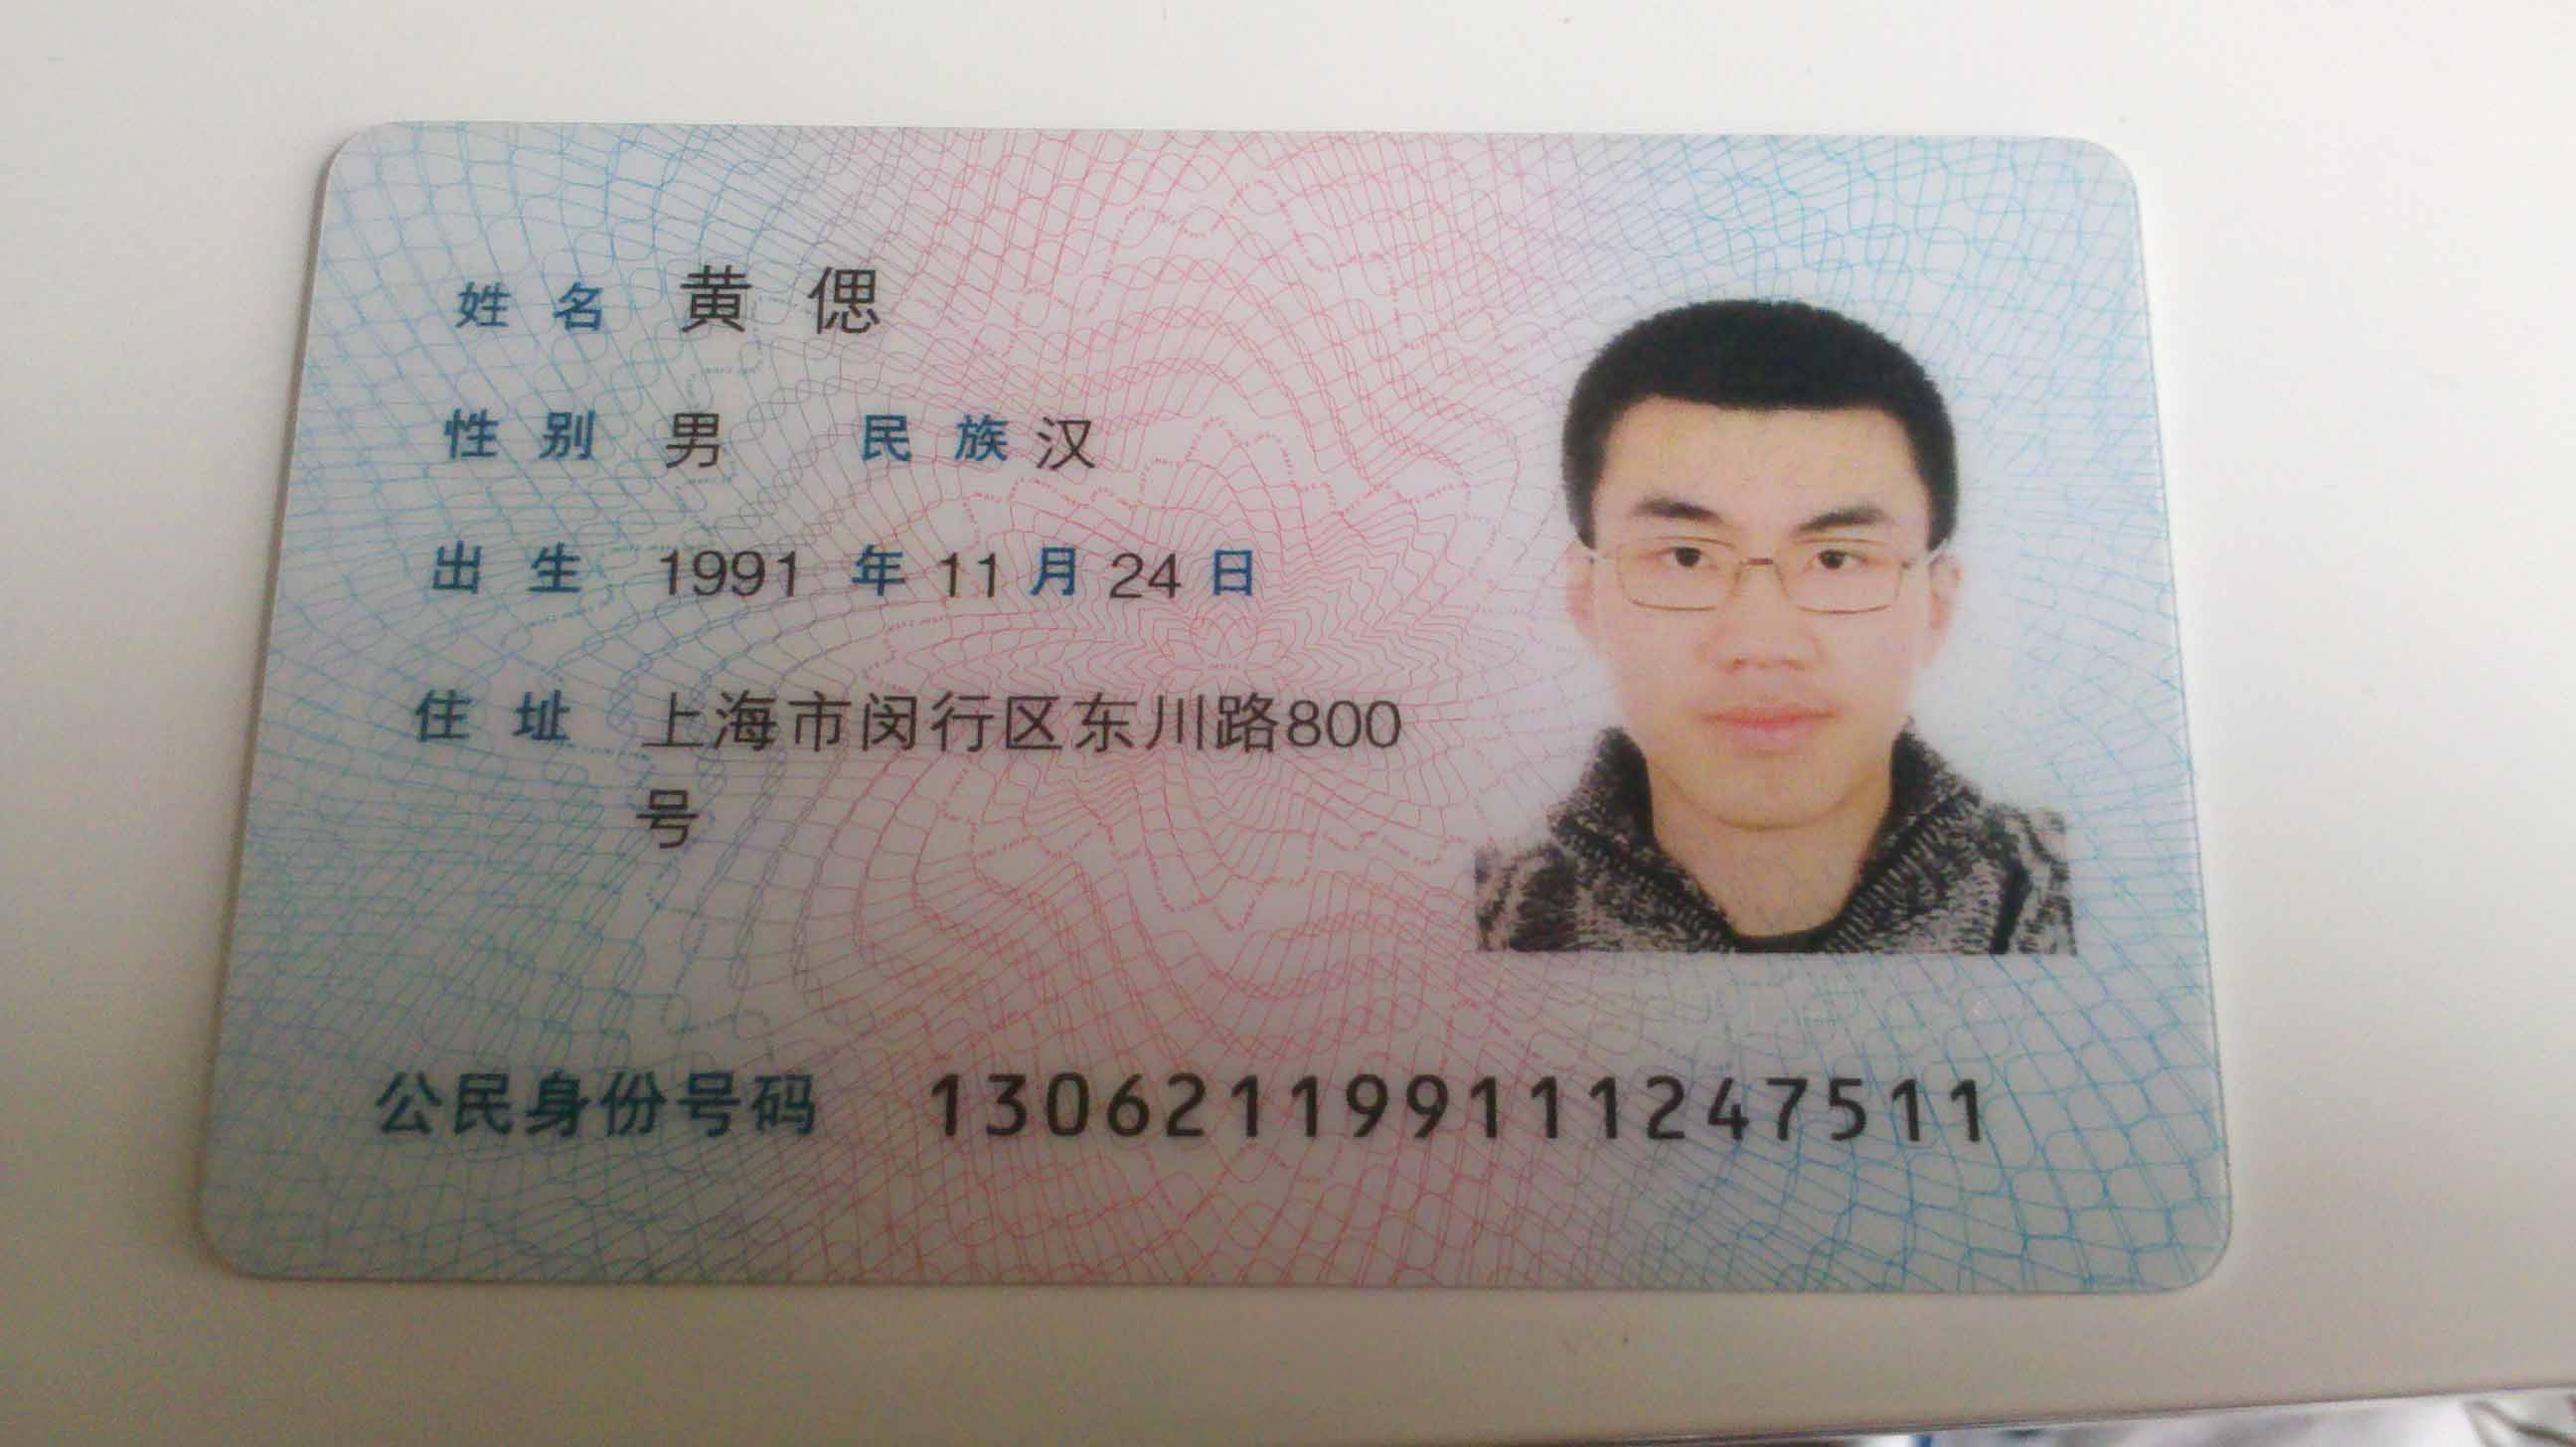 姓名 黄偲
性别 男 民族 汉
出生 1991 年 11 月 24 日
住址 上海市闵行区东川路800
号
公民身份号码 130621199111247511